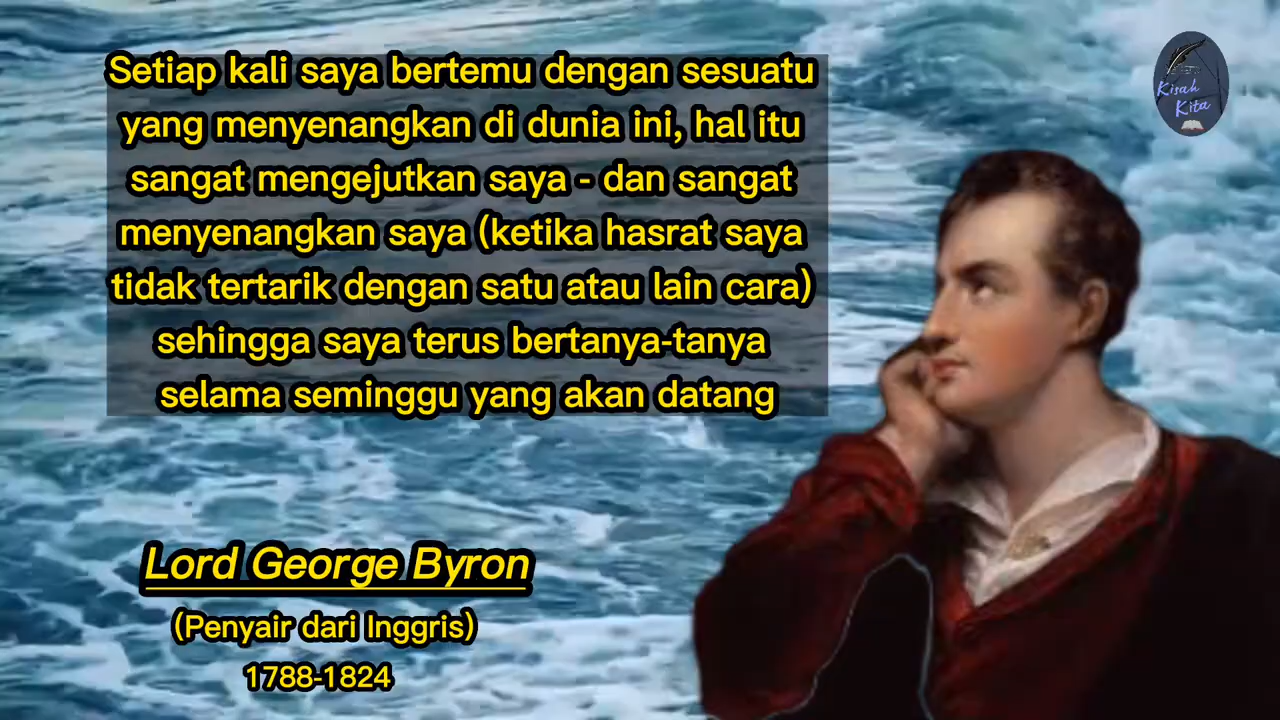 Setiap kali saya bertemu dengan sesuatu
yang menyenangkan di dunia ini, hal itu
sangat mengejutkan saya - dan sangat
menyenangkan saya (ketika hasrat saya
tidak tertarik dengan satu atau lain cara)
sehingga saya terus bertanya-tanya
selama seminggu yang akan datang
Kisah
Kita
Lord George Byron
(Penyair dari Inggris)
1788-1824